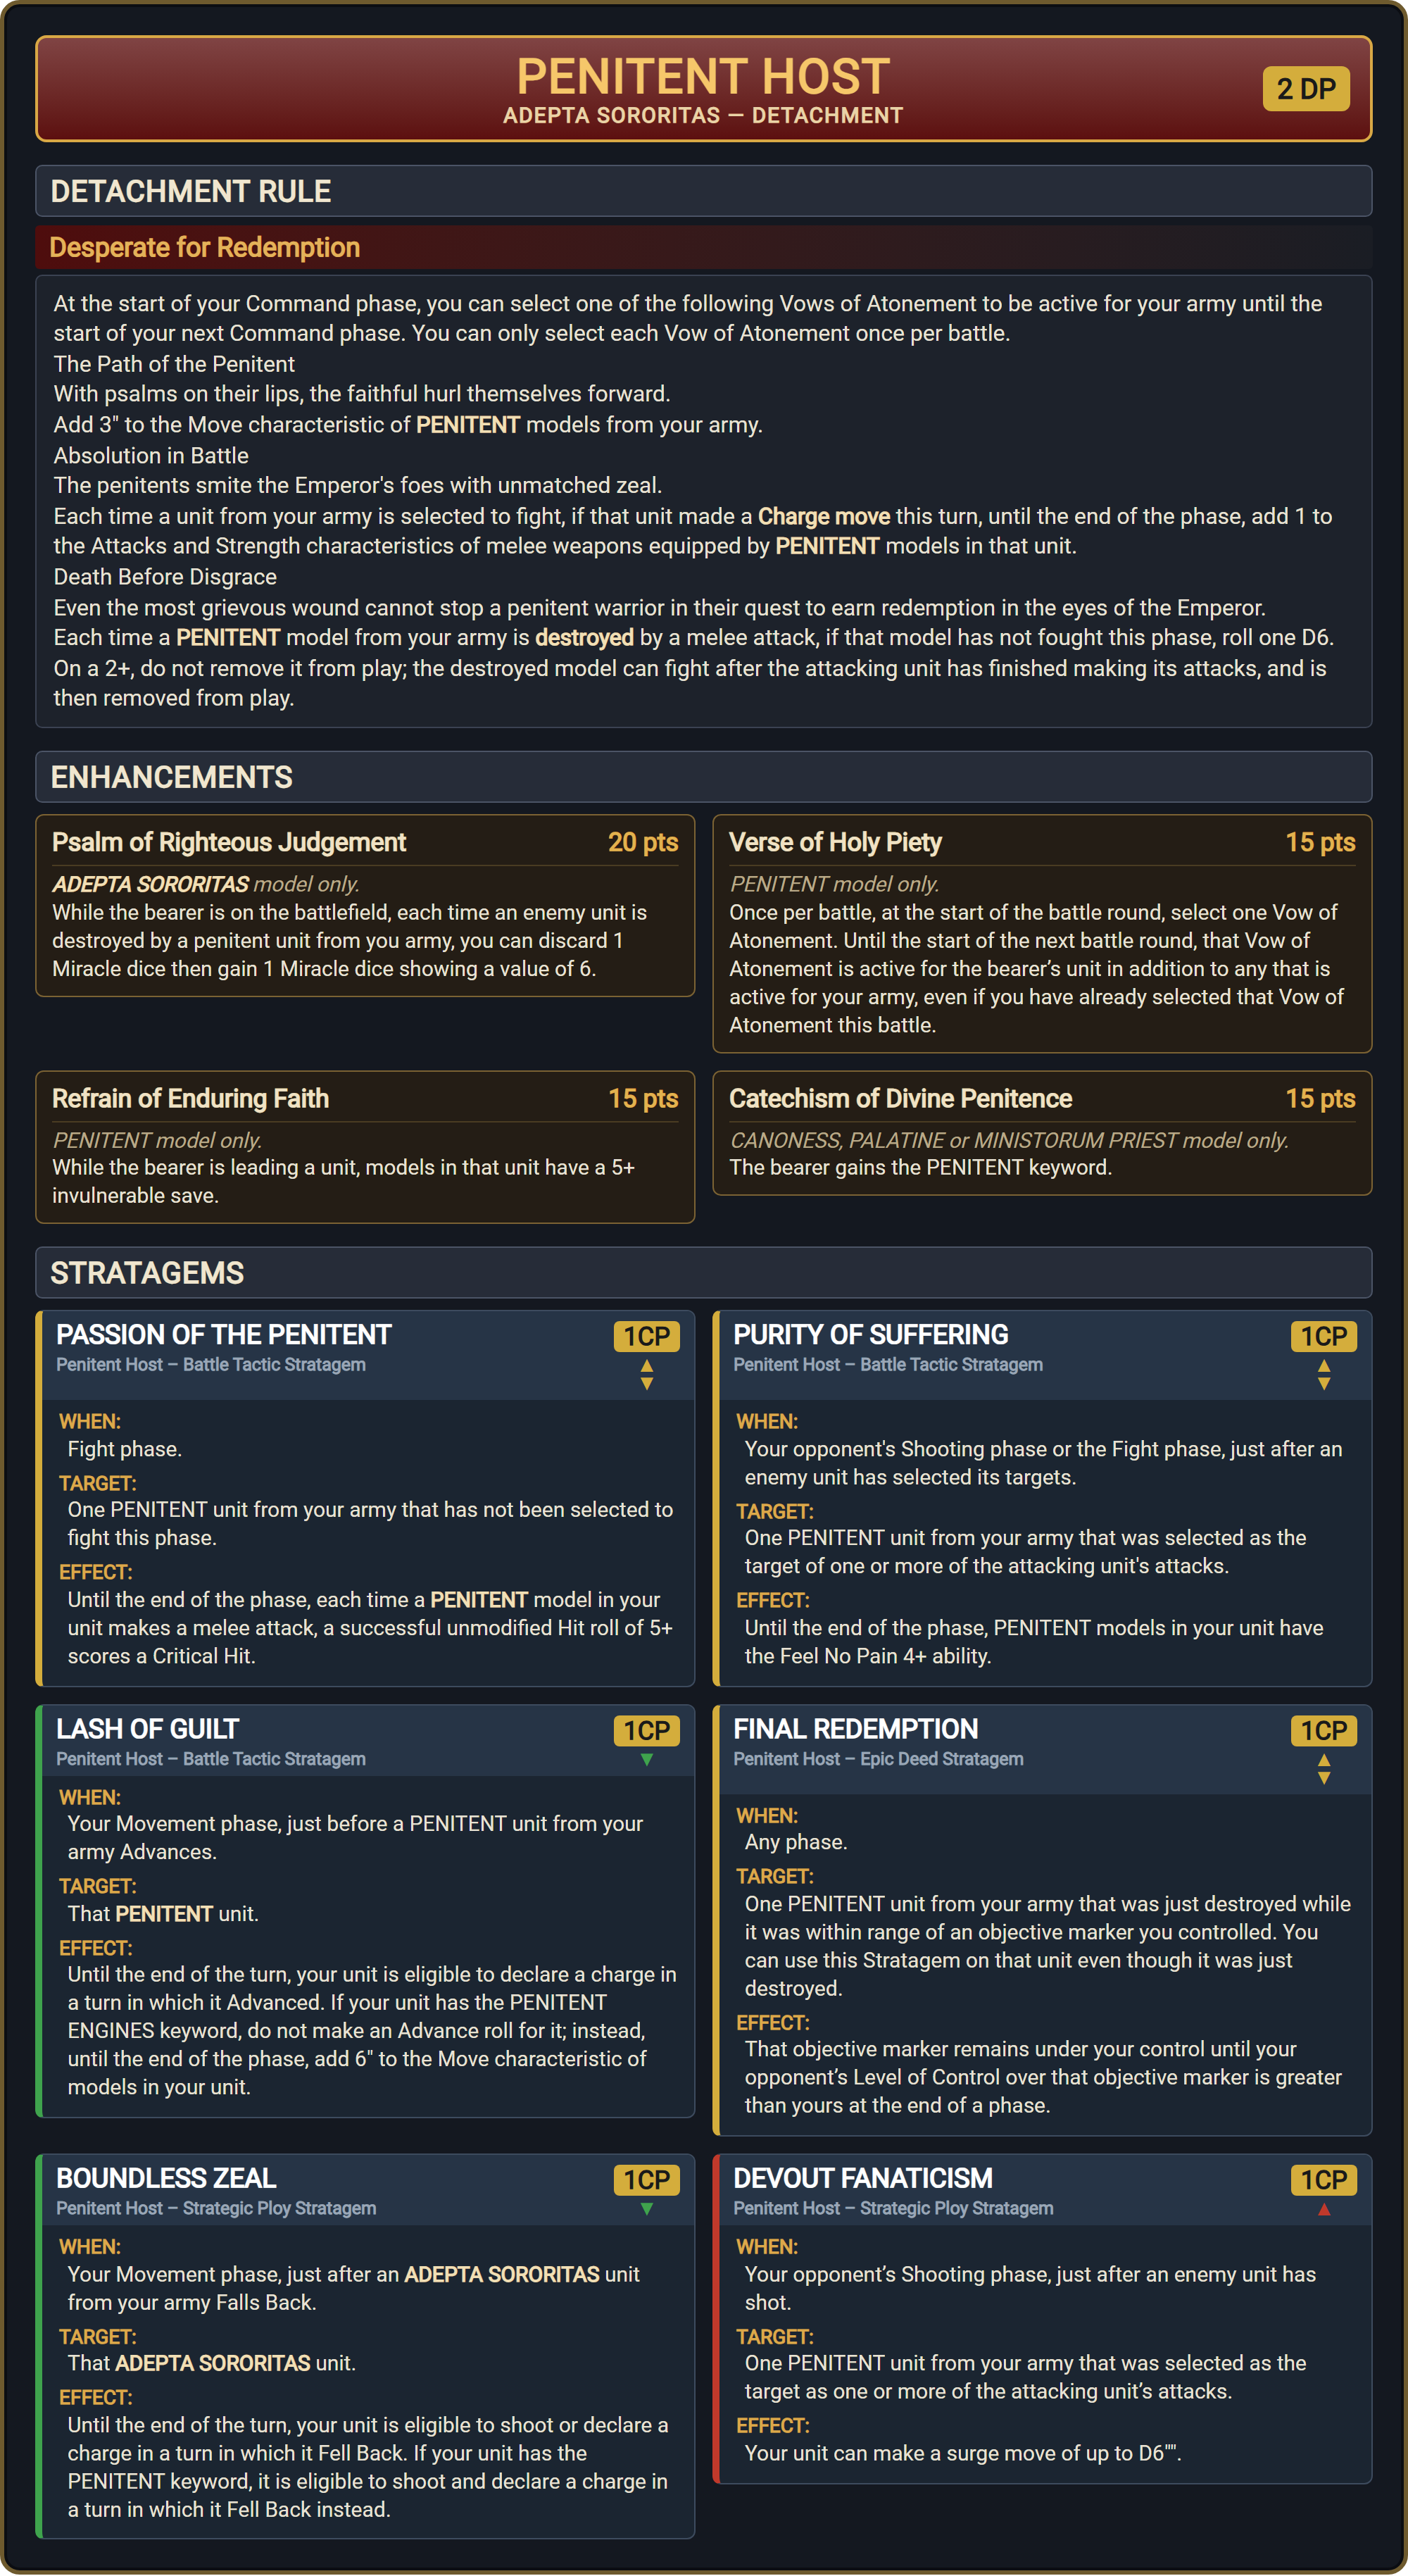 PENITENT HOST
ADEPTA SORORITAS — DETACHMENT
2 DP
DETACHMENT RULE
Desperate for Redemption
At the start of your Command phase, you can select one of the following Vows of Atonement to be active for your army until the
start of your next Command phase. You can only select each Vow of Atonement once per battle.
The Path of the Penitent
With psalms on their lips, the faithful hurl themselves forward.
Add 3" to the Move characteristic of PENITENT models from your army.
Absolution in Battle
The penitents smite the Emperor's foes with unmatched zeal.
Each time a unit from your army is selected to fight, if that unit made a Charge move this turn, until the end of the phase, add 1 to
the Attacks and Strength characteristics of melee weapons equipped by PENITENT models in that unit.
Death Before Disgrace
Even the most grievous wound cannot stop a penitent warrior in their quest to earn redemption in the eyes of the Emperor.
Each time a PENITENT model from your army is destroyed by a melee attack, if that model has not fought this phase, roll one D6.
On a 2+, do not remove it from play; the destroyed model can fight after the attacking unit has finished making its attacks, and is
then removed from play.
ENHANCEMENTS
Psalm of Righteous Judgement 20 pts
ADEPTA SORORITAS model only.
While the bearer is on the battlefield, each time an enemy unit is
destroyed by a penitent unit from you army, you can discard 1
Miracle dice then gain 1 Miracle dice showing a value of 6.
Verse of Holy Piety 15 pts
PENITENT model only.
Once per battle, at the start of the battle round, select one Vow of
Atonement. Until the start of the next battle round, that Vow of
Atonement is active for the bearer’s unit in addition to any that is
active for your army, even if you have already selected that Vow of
Atonement this battle.
Refrain of Enduring Faith 15 pts
PENITENT model only.
While the bearer is leading a unit, models in that unit have a 5+
invulnerable save.
Catechism of Divine Penitence 15 pts
CANONESS, PALATINE or MINISTORUM PRIEST model only.
The bearer gains the PENITENT keyword.
STRATAGEMS
PASSION OF THE PENITENT 1CP
Penitent Host – Battle Tactic Stratagem
▲
▼
WHEN:
Fight phase.
TARGET:
One PENITENT unit from your army that has not been selected to
fight this phase.
EFFECT:
Until the end of the phase, each time a PENITENT model in your
unit makes a melee attack, a successful unmodified Hit roll of 5+
scores a Critical Hit.
PURITY OF SUFFERING 1CP
Penitent Host – Battle Tactic Stratagem
▲
▼
WHEN:
Your opponent's Shooting phase or the Fight phase, just after an
enemy unit has selected its targets.
TARGET:
One PENITENT unit from your army that was selected as the
target of one or more of the attacking unit's attacks.
EFFECT:
Until the end of the phase, PENITENT models in your unit have
the Feel No Pain 4+ ability.
LASH OF GUILT 1CP
Penitent Host – Battle Tactic Stratagem
▼
WHEN:
Your Movement phase, just before a PENITENT unit from your
army Advances.
TARGET:
That PENITENT unit.
EFFECT:
Until the end of the turn, your unit is eligible to declare a charge in
a turn in which it Advanced. If your unit has the PENITENT
ENGINES keyword, do not make an Advance roll for it; instead,
until the end of the phase, add 6" to the Move characteristic of
models in your unit.
FINAL REDEMPTION 1CP
Penitent Host – Epic Deed Stratagem
▲
▼
WHEN:
Any phase.
TARGET:
One PENITENT unit from your army that was just destroyed while
it was within range of an objective marker you controlled. You
can use this Stratagem on that unit even though it was just
destroyed.
EFFECT:
That objective marker remains under your control until your
opponent’s Level of Control over that objective marker is greater
than yours at the end of a phase.
BOUNDLESS ZEAL 1CP
Penitent Host – Strategic Ploy Stratagem
▼
WHEN:
Your Movement phase, just after an ADEPTA SORORITAS unit
from your army Falls Back.
TARGET:
That ADEPTA SORORITAS unit.
EFFECT:
Until the end of the turn, your unit is eligible to shoot or declare a
charge in a turn in which it Fell Back. If your unit has the
PENITENT keyword, it is eligible to shoot and declare a charge in
a turn in which it Fell Back instead.
DEVOUT FANATICISM 1CP
Penitent Host – Strategic Ploy Stratagem
▲
WHEN:
Your opponent’s Shooting phase, just after an enemy unit has
shot.
TARGET:
One PENITENT unit from your army that was selected as the
target as one or more of the attacking unit’s attacks.
EFFECT:
Your unit can make a surge move of up to D6"".